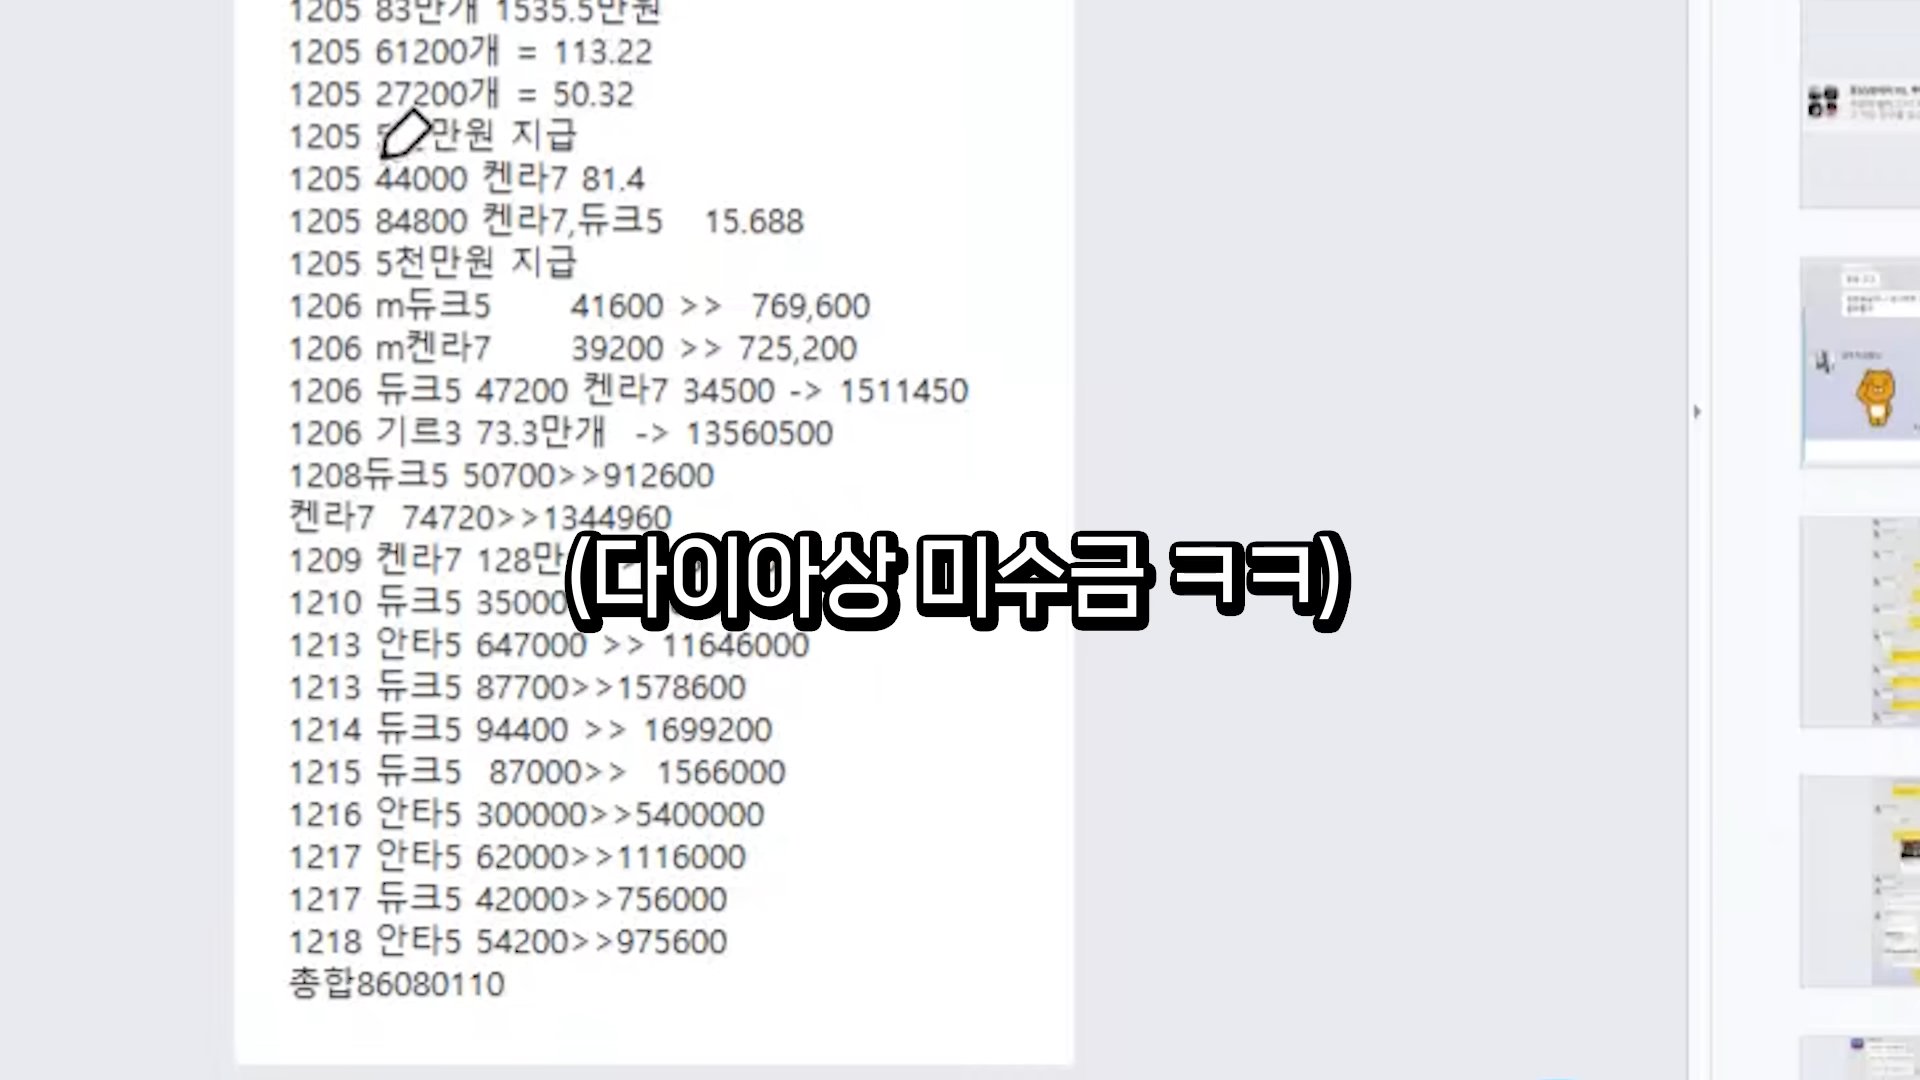 1205 83만개 1535.5만원
1205 61200개 = 113.22
1205 27200개 = 50.32
1205 만원 지급
1205 44000 켄라7 81.4
1205 84800 켄라7,듀크5 15.688
1205 5천만원 지급
1206 m듀크5 41600 >> 769,600
1206 m켄라7 39200 >> 725,200
1206 듀크5 47200 켄라7 34500 -> 1511450
1206 기르3 73.3만개 -> 13560500
1208듀크5 50700>>912600
켄라7 74720>>1344960
1209 켄라7 128만
(다이아상 미수금 ㅋㅋ)
1210 듀크5 35000
1213 안타5 647000 >> 11646000
1213 듀크5 87700>>1578600
1214 듀크5 94400 >> 1699200
1215 듀크5 87000>> 1566000
1216 안타5 300000>>5400000
1217 안타5 62000>>1116000
1217 듀크5 42000>>756000
1218 안타5 54200>>975600
총합86080110